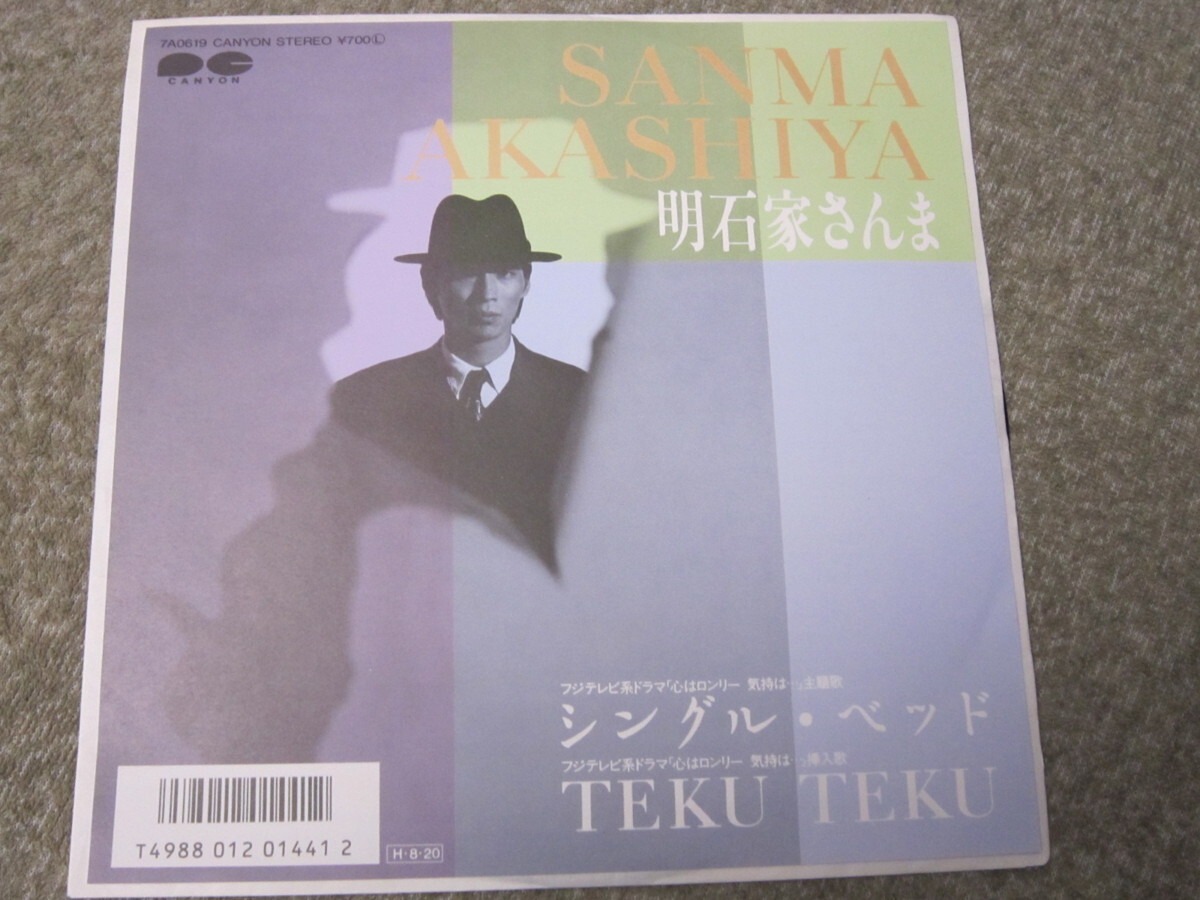 7A0619 CANYON STEREO ¥700Ⓛ
CANYON
SANMA
AKASHIYA
明石家さんま
フジテレビ系ドラマ「心はロンリー 気持は…」主題歌
シングル・ベッド
フジテレビ系ドラマ「心はロンリー 気持は…」挿入歌
TEKU TEKU
T4988 012 01441 2
H·8·20